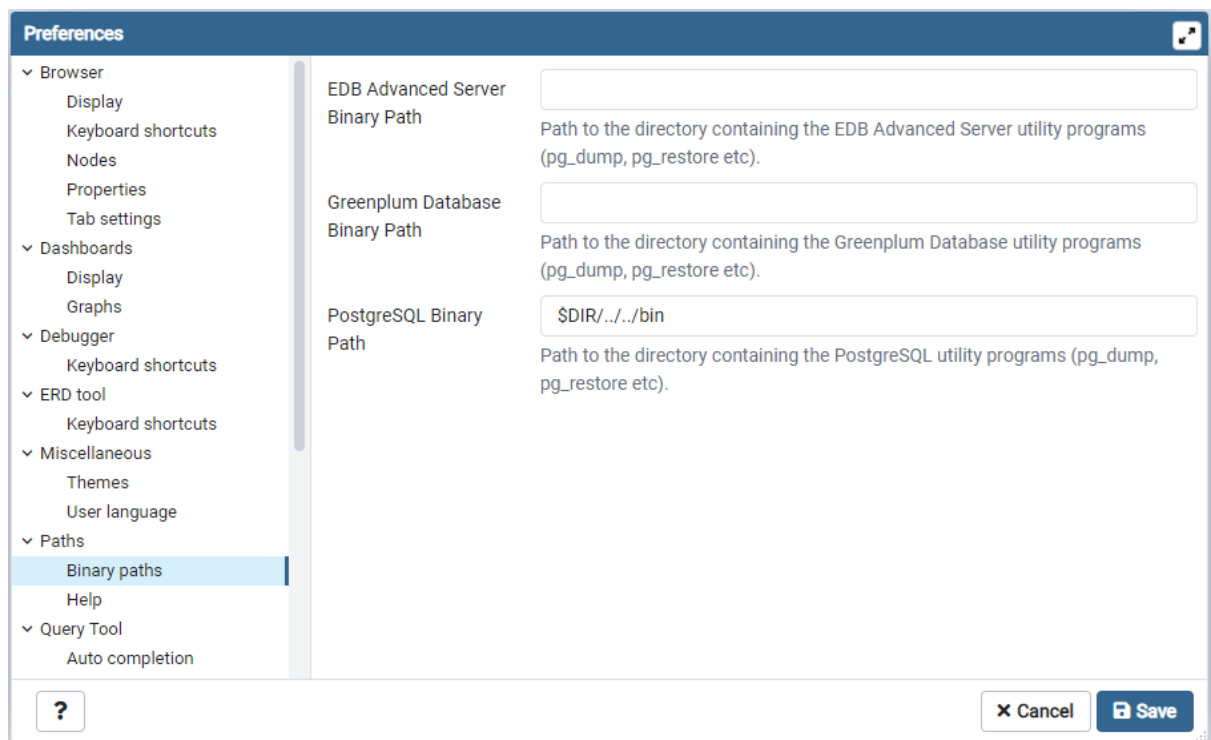 Preferences
Browser
Display
Keyboard shortcuts
Nodes
Properties
Tab settings
Dashboards
Display
Graphs
Debugger
Keyboard shortcuts
ERD tool
Keyboard shortcuts
Miscellaneous
Themes
User language
Paths
Binary paths
Help
Query Tool
Auto completion
EDB Advanced Server
Binary Path
Path to the directory containing the EDB Advanced Server utility programs
(pg_dump, pg_restore etc).
Greenplum Database
Binary Path
Path to the directory containing the Greenplum Database utility programs
(pg_dump, pg_restore etc).
PostgreSQL Binary
Path
$DIR/../../bin
Path to the directory containing the PostgreSQL utility programs (pg_dump,
pg_restore etc).
?
Cancel
Save